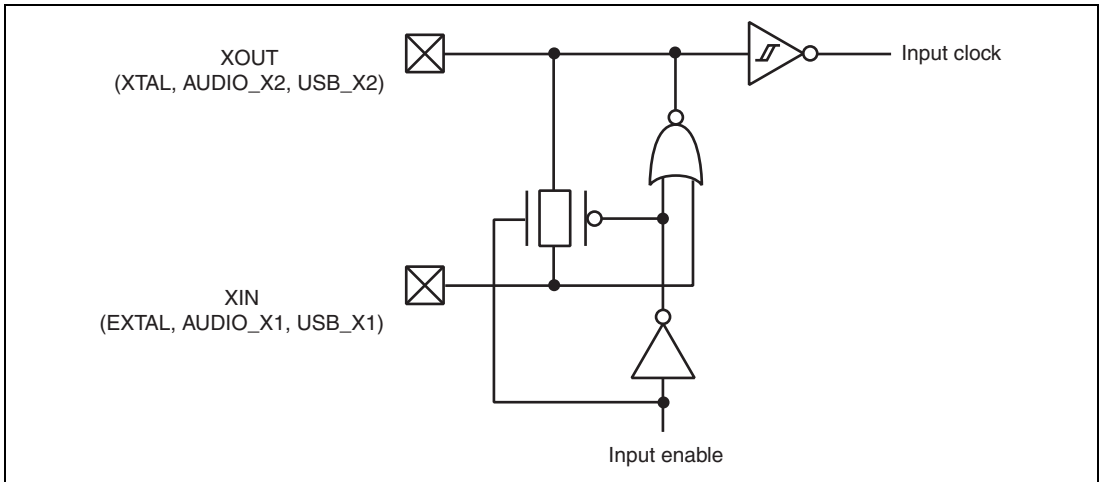 XOUT
(XTAL, AUDIO_X2, USB_X2)
Input clock
XIN
(EXTAL, AUDIO_X1, USB_X1)
Input enable